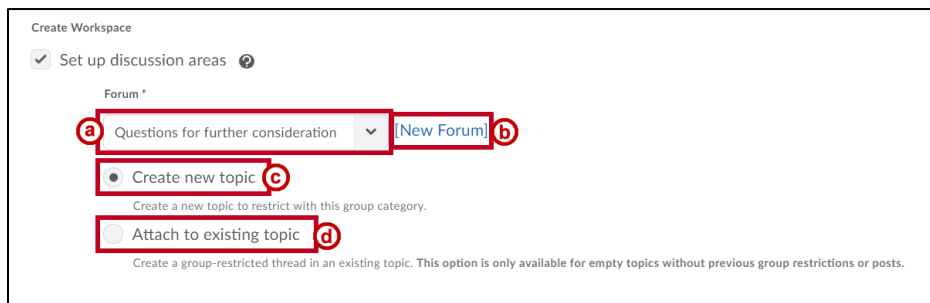 Create Workspace
Set up discussion areas ?
Forum *
a Questions for further consideration [New Forum] b
Create new topic c
Create a new topic to restrict with this group category.
Attach to existing topic d
Create a group-restricted thread in an existing topic. This option is only available for empty topics without previous group restrictions or posts.